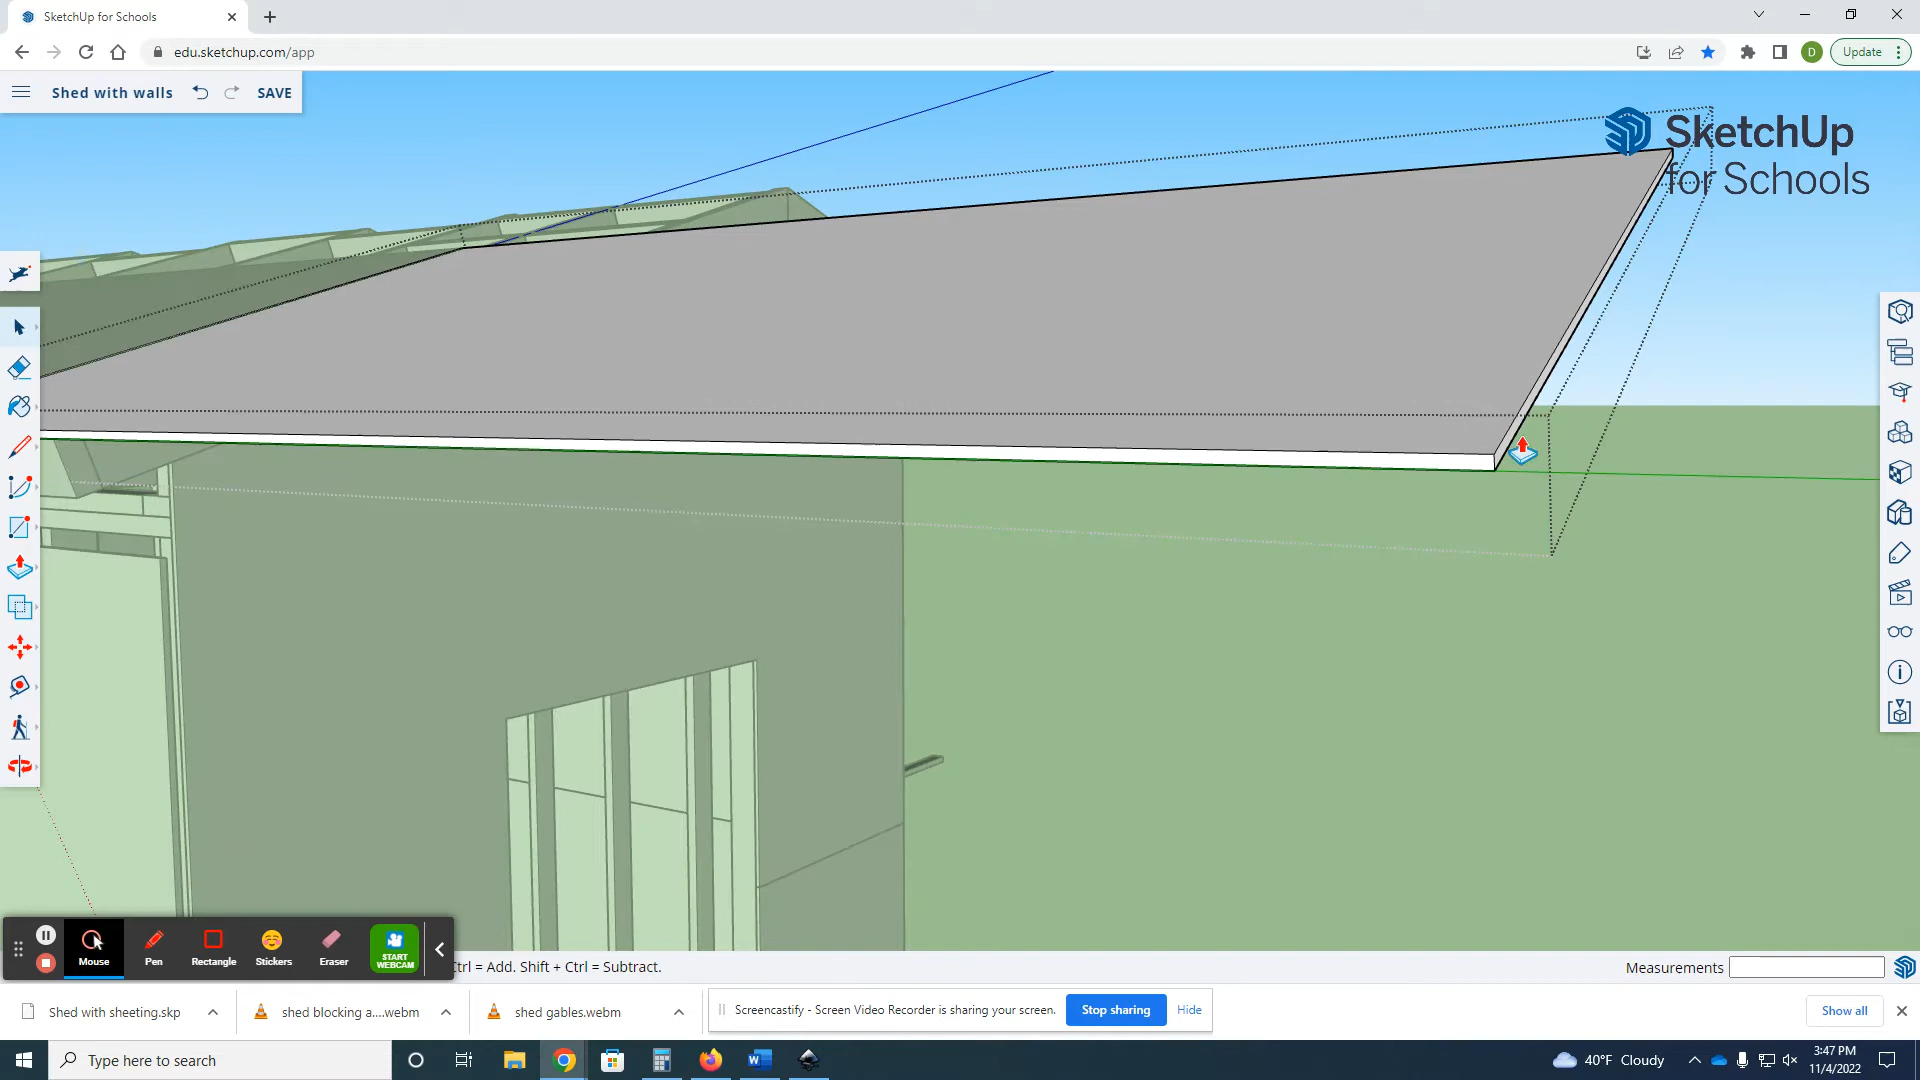 SketchUp for Schools
edu.sketchup.com/app
D
Update
Shed with walls
SAVE
SketchUp
for Schools
Mouse
Pen
Rectangle
Stickers
Eraser
START
WEBCAM
Ctrl = Add. Shift + Ctrl = Subtract.
Measurements
Shed with sheeting.skp
shed blocking a....webm
shed gables.webm
Screencastify - Screen Video Recorder is sharing your screen.
Stop sharing
Hide
Show all
Type here to search
40°F Cloudy
3:47 PM
11/4/2022